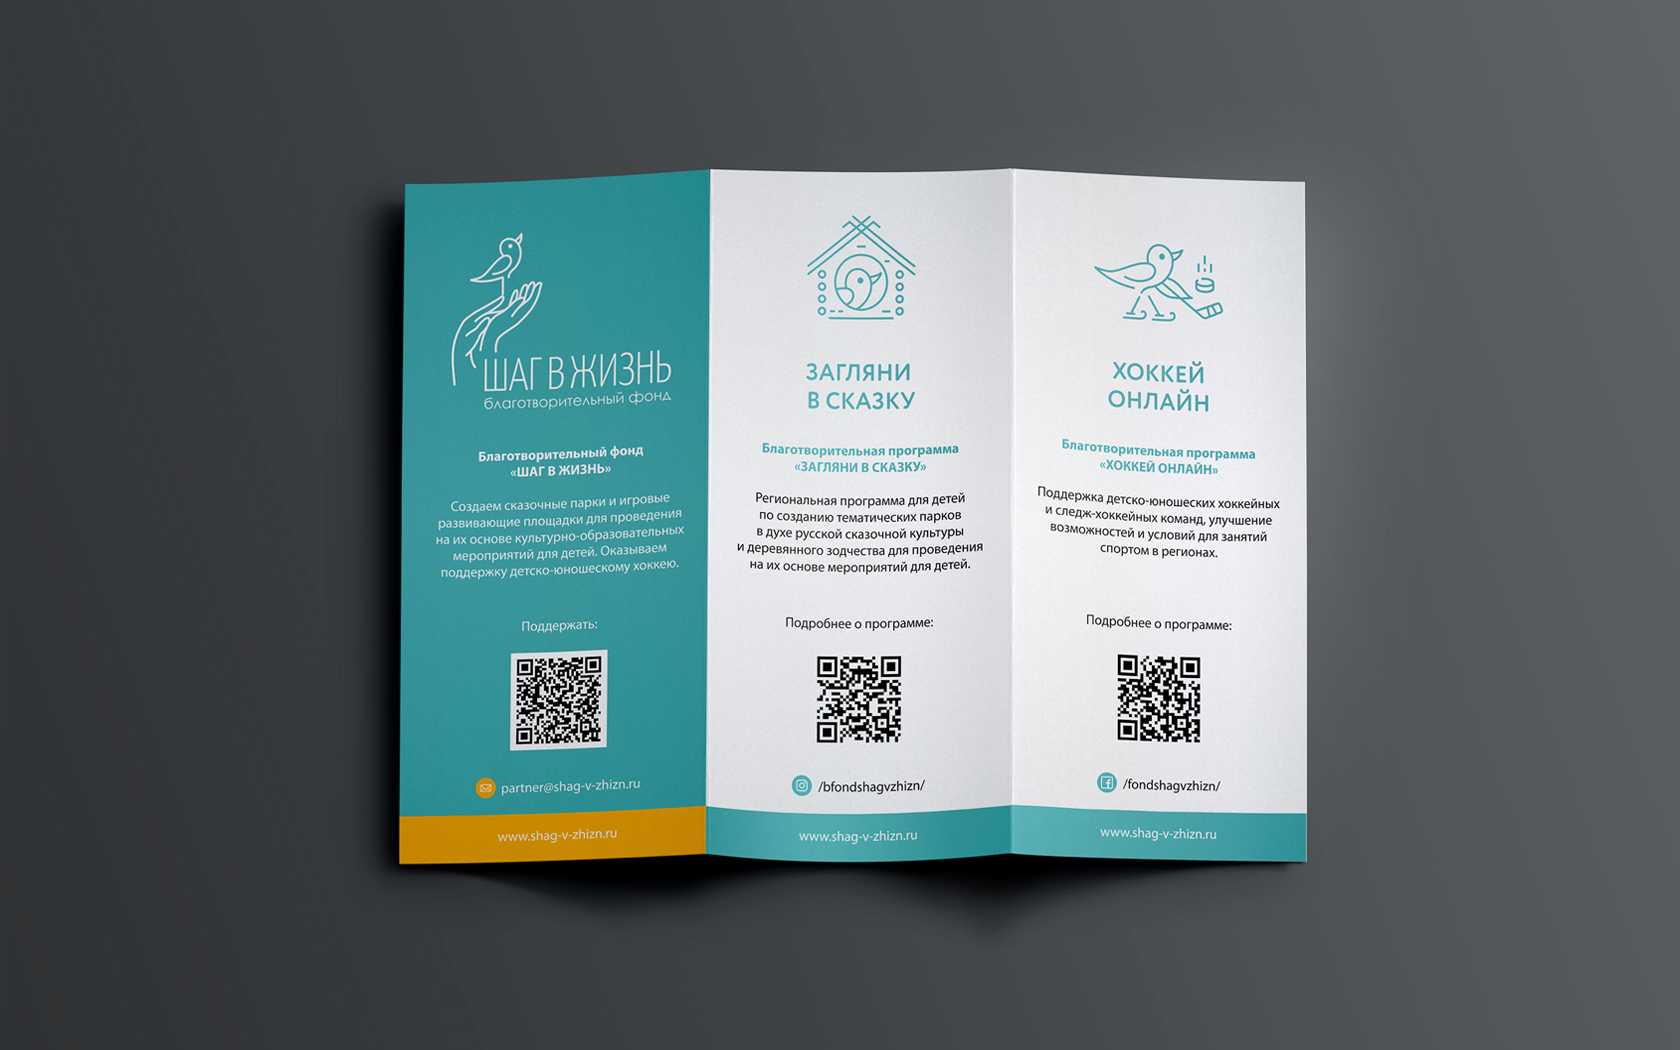 ШАГ В ЖИЗНЬ
благотворительный фонд
Благотворительный фонд
«ШАГ В ЖИЗНЬ»
Создаем сказочные парки и игровые
развивающие площадки для проведения
на их основе культурно-образовательных
мероприятий для детей. Оказываем
поддержку детско-юношескому хоккею.
Поддержать:
partner@shag-v-zhizn.ru
www.shag-v-zhizn.ru
ЗАГЛЯНИ
В СКАЗКУ
Благотворительная программа
«ЗАГЛЯНИ В СКАЗКУ»
Региональная программа для детей
по созданию тематических парков
в духе русской сказочной культуры
и деревянного зодчества для проведения
на их основе мероприятий для детей.
Подробнее о программе:
/bfondshagvzhizn/
www.shag-v-zhizn.ru
ХОККЕЙ
ОНЛАЙН
Благотворительная программа
«ХОККЕЙ ОНЛАЙН»
Поддержка детско-юношеских хоккейных
и следж-хоккейных команд, улучшение
возможностей и условий для занятий
спортом в регионах.
Подробнее о программе:
/fondshagvzhizn/
www.shag-v-zhizn.ru